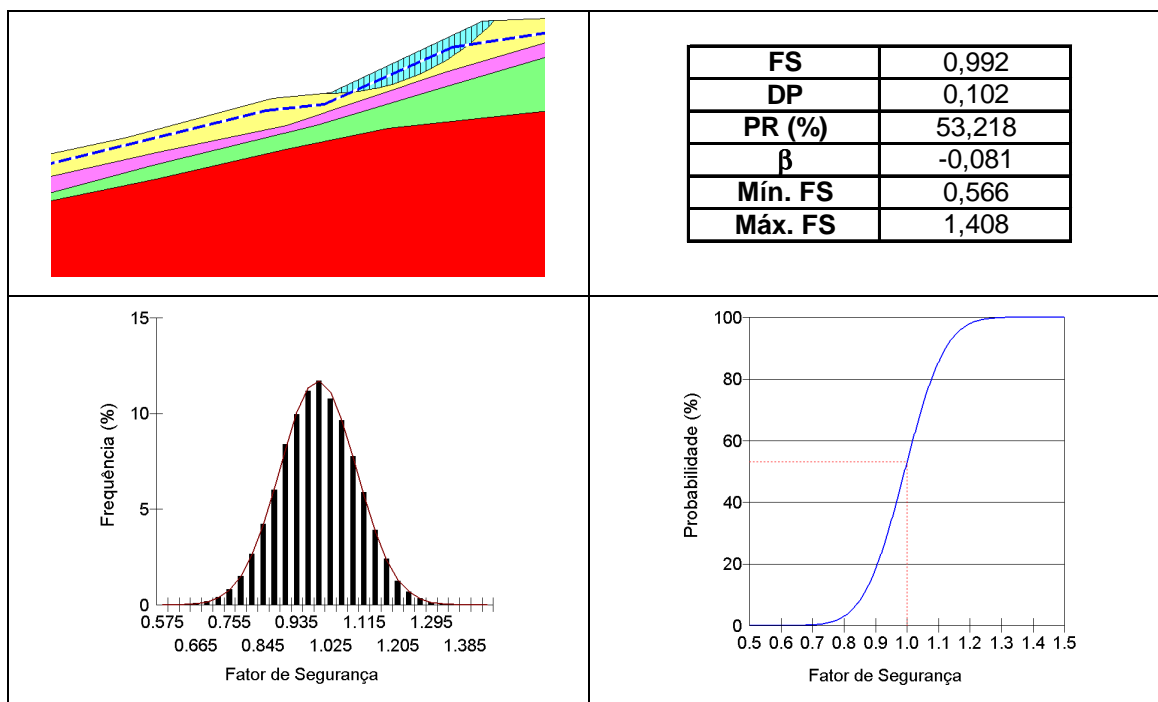 FS 0,992
DP 0,102
PR (%) 53,218
β -0,081
Mín. FS 0,566
Máx. FS 1,408
15
10
5
0
Frequência (%)
0.575 0.755 0.935 1.115 1.295
0.665 0.845 1.025 1.205 1.385
Fator de Segurança
100
80
60
40
20
0
Probabilidade (%)
0.5 0.6 0.7 0.8 0.9 1.0 1.1 1.2 1.3 1.4 1.5
Fator de Segurança